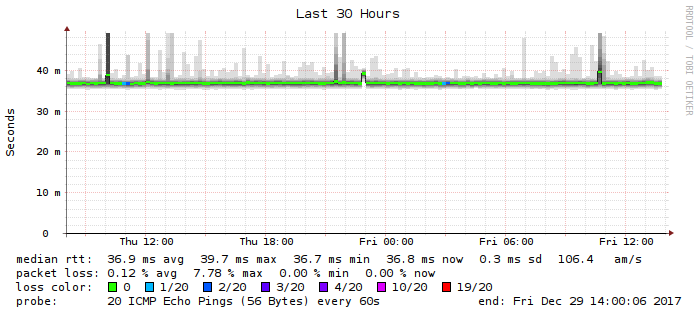 Last 30 Hours
RRDTOOL / TOBI OETIKER
Seconds
40 m
30 m
20 m
10 m
0
Thu 12:00 Thu 18:00 Fri 00:00 Fri 06:00 Fri 12:00
median rtt: 36.9 ms avg 39.7 ms max 36.7 ms min 36.8 ms now 0.3 ms sd 106.4 am/s
packet loss: 0.12 % avg 7.78 % max 0.00 % min 0.00 % now
loss color: 0 1/20 2/20 3/20 4/20 10/20 19/20
probe: 20 ICMP Echo Pings (56 Bytes) every 60s end: Fri Dec 29 14:00:06 2017